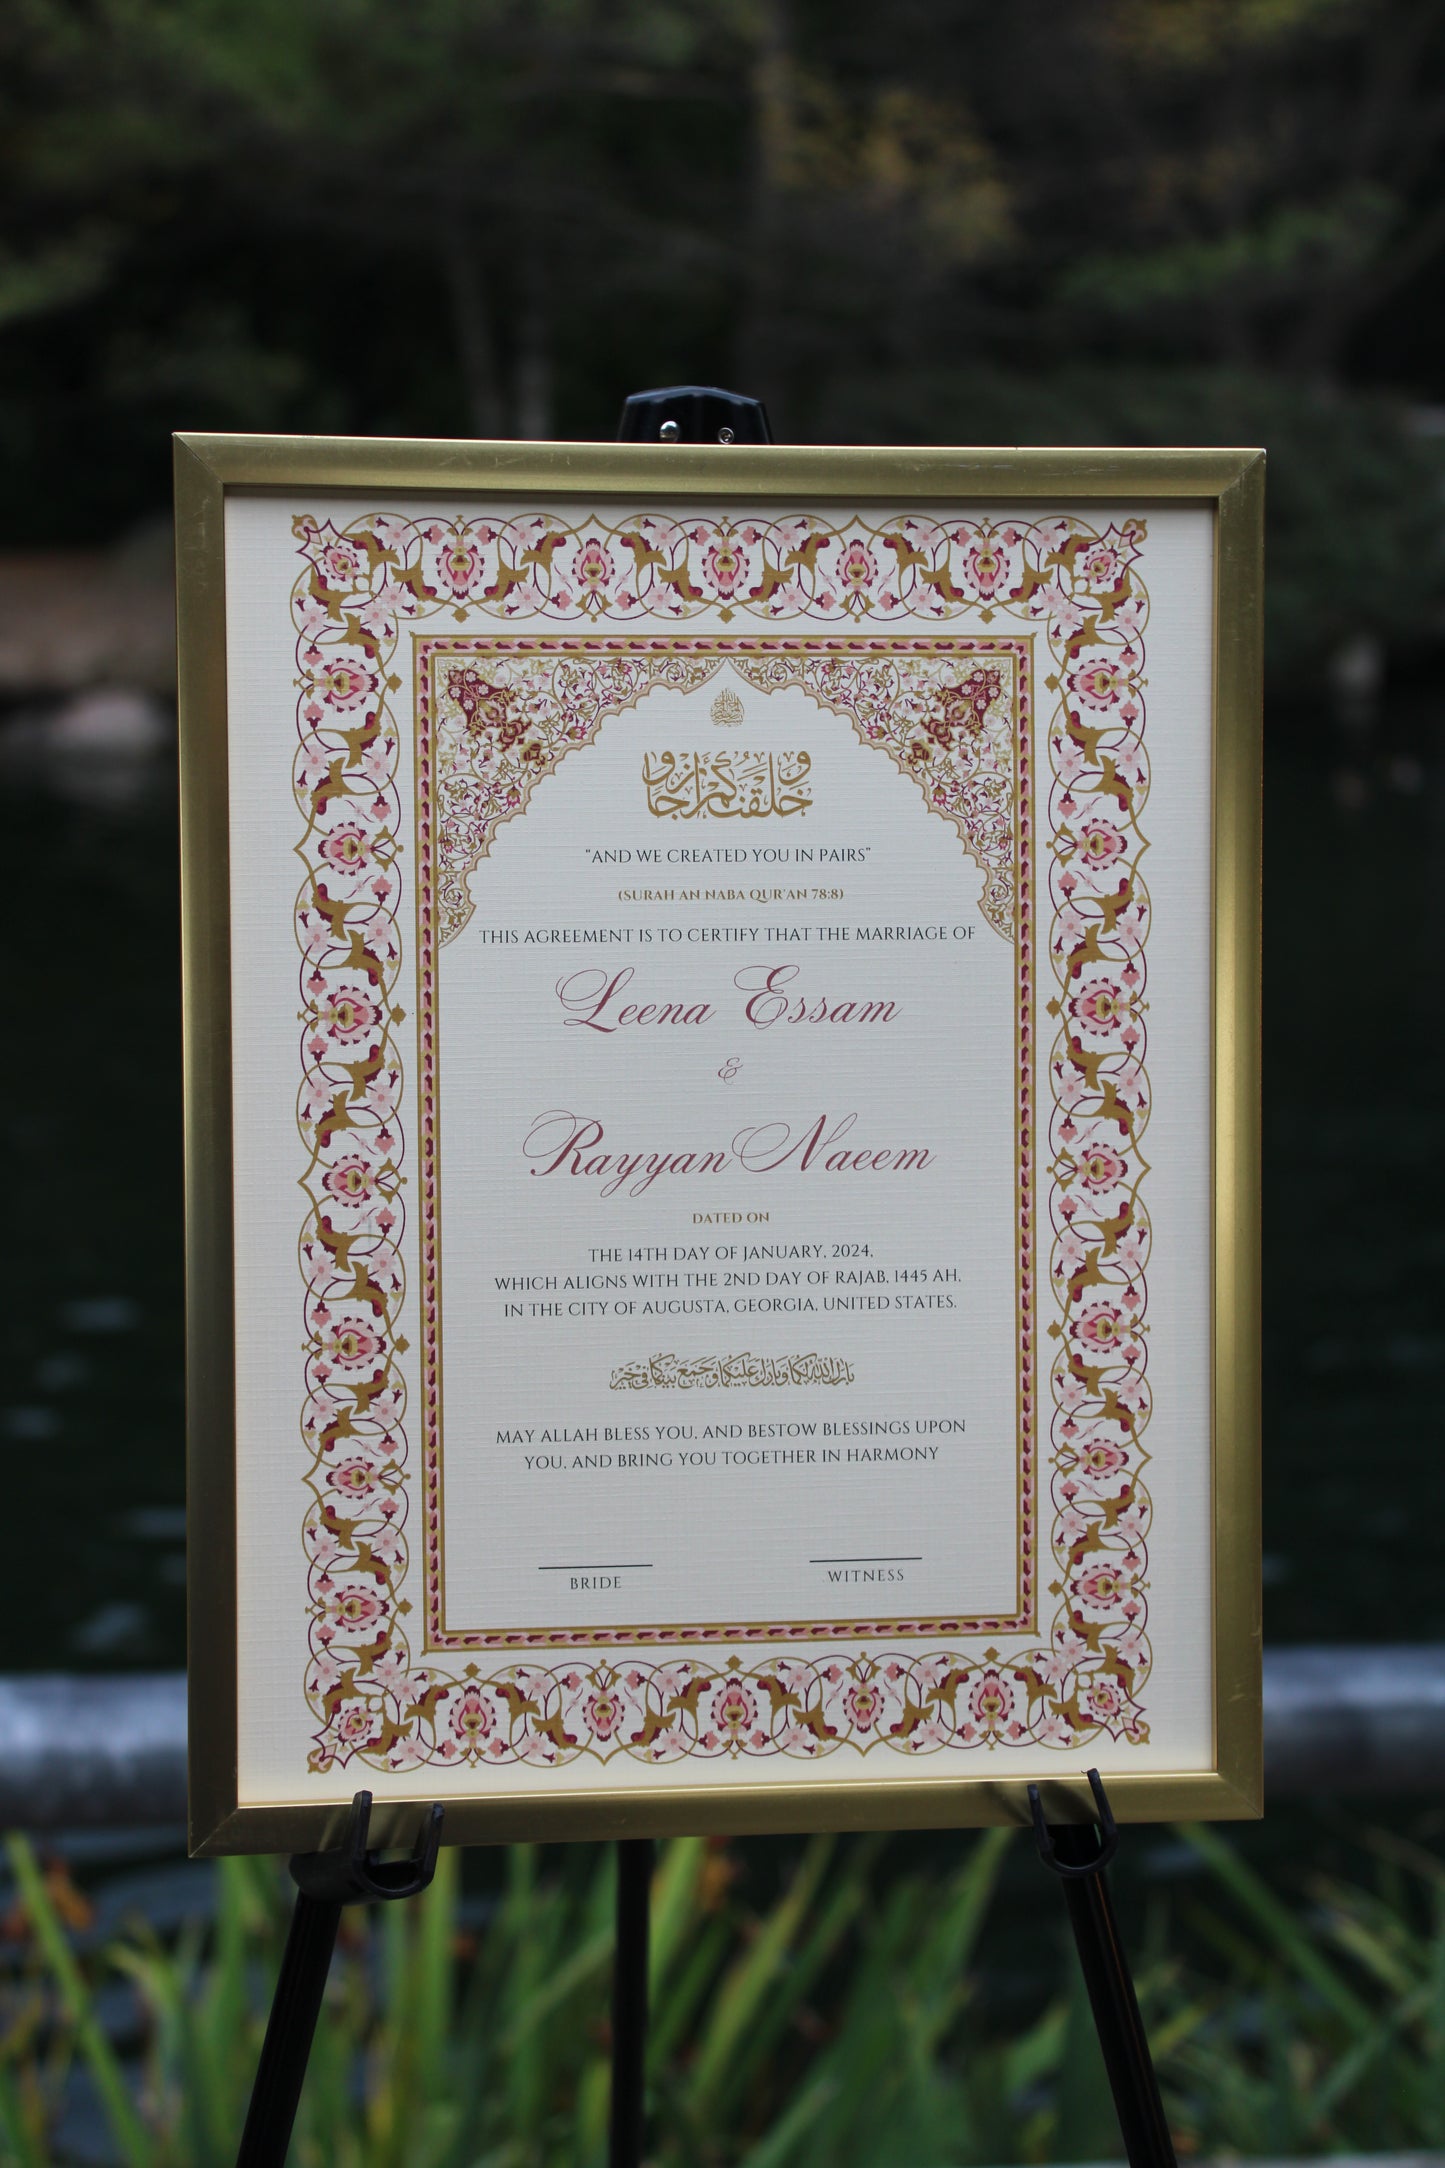 وخلقنكم أزوجا
“AND WE CREATED YOU IN PAIRS”
(SURAH AN NABA QUR'AN 78:8)
THIS AGREEMENT IS TO CERTIFY THAT THE MARRIAGE OF
Leena Essam
&
Rayyan Naeem
DATED ON
THE 14TH DAY OF JANUARY, 2024,
WHICH ALIGNS WITH THE 2ND DAY OF RAJAB, 1445 AH,
IN THE CITY OF AUGUSTA, GEORGIA, UNITED STATES.
بارك الله لكما وبارك عليكما وجمع بينكما في خير
MAY ALLAH BLESS YOU, AND BESTOW BLESSINGS UPON
YOU, AND BRING YOU TOGETHER IN HARMONY
BRIDE WITNESS